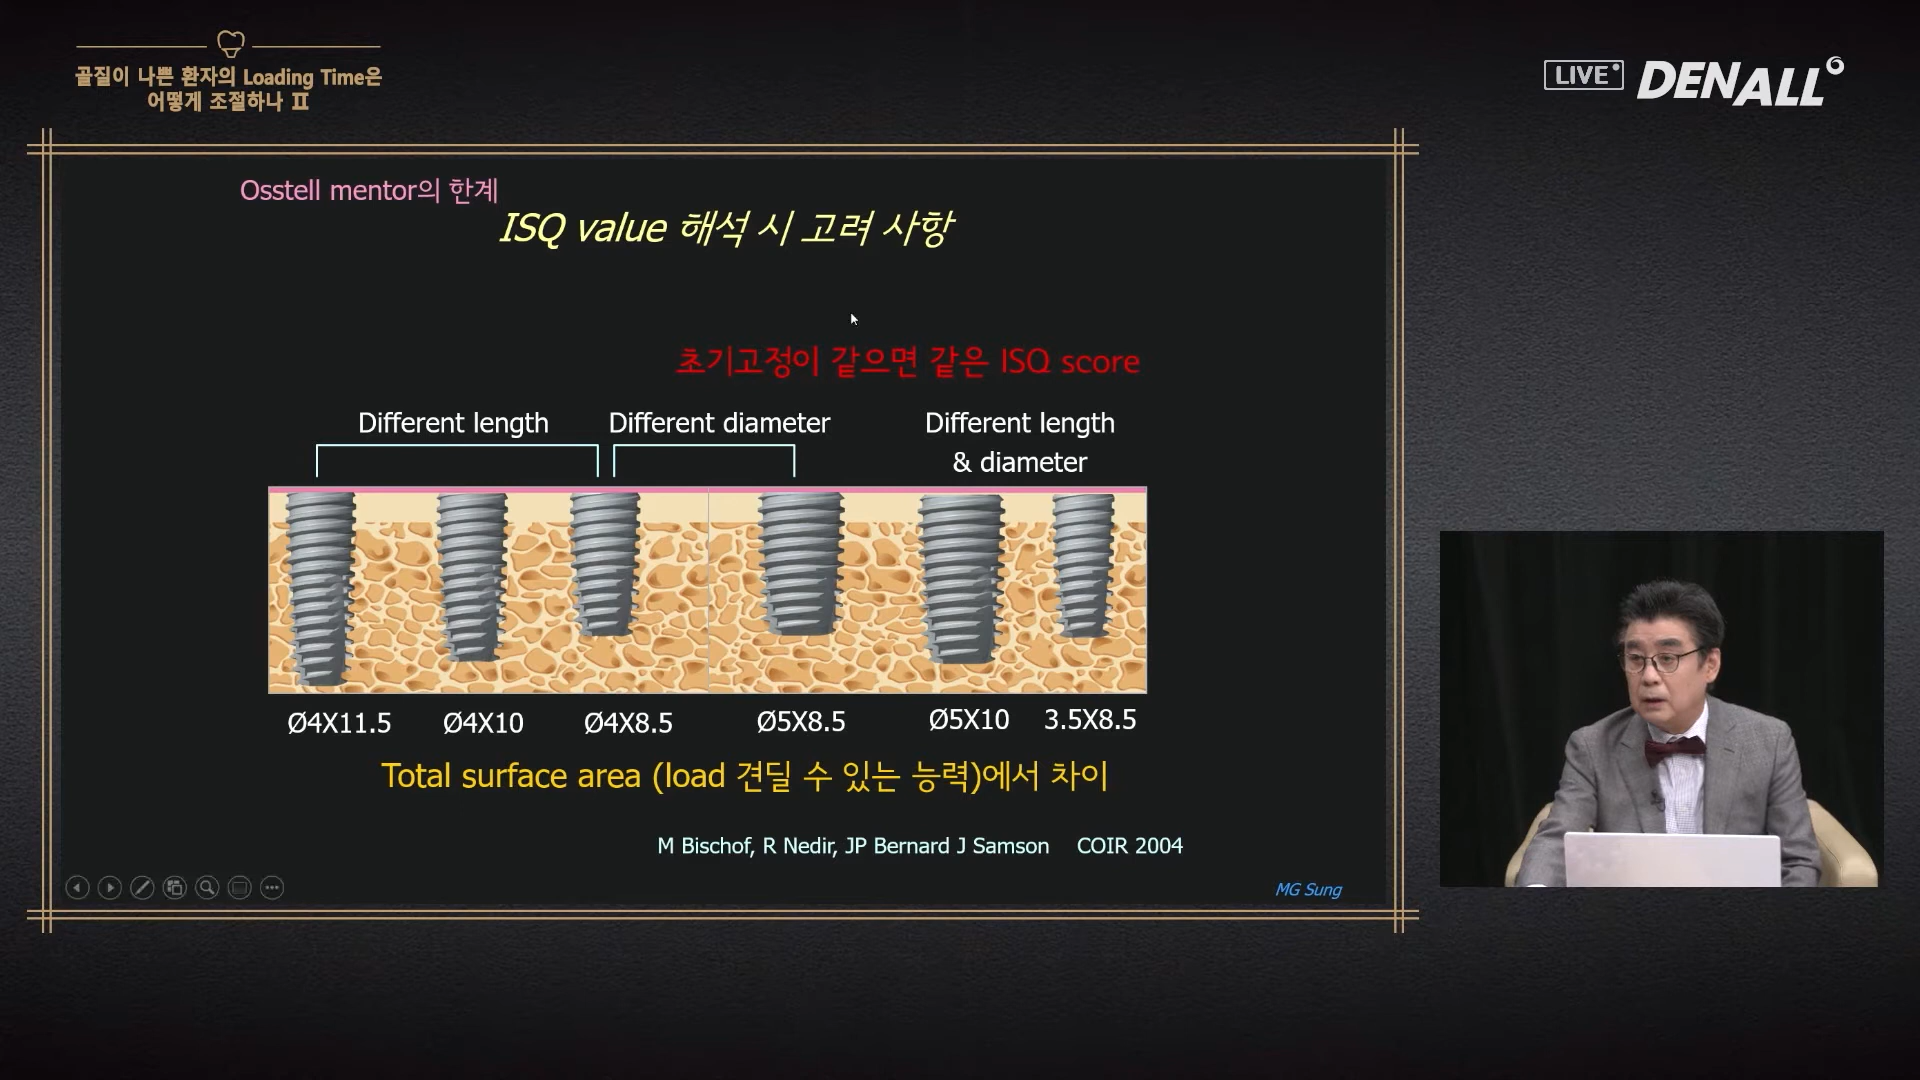 골질이 나쁜 환자의 Loading Time은
어떻게 조절하나 Ⅱ
LIVE
DENALL
Osstell mentor의 한계
ISQ value 해석 시 고려 사항
초기고정이 같으면 같은 ISQ score
Different length
Different diameter
Different length
& diameter
Ø4X11.5
Ø4X10
Ø4X8.5
Ø5X8.5
Ø5X10
3.5X8.5
Total surface area (load 견딜 수 있는 능력)에서 차이
M Bischof, R Nedir, JP Bernard J Samson COIR 2004
MG Sung